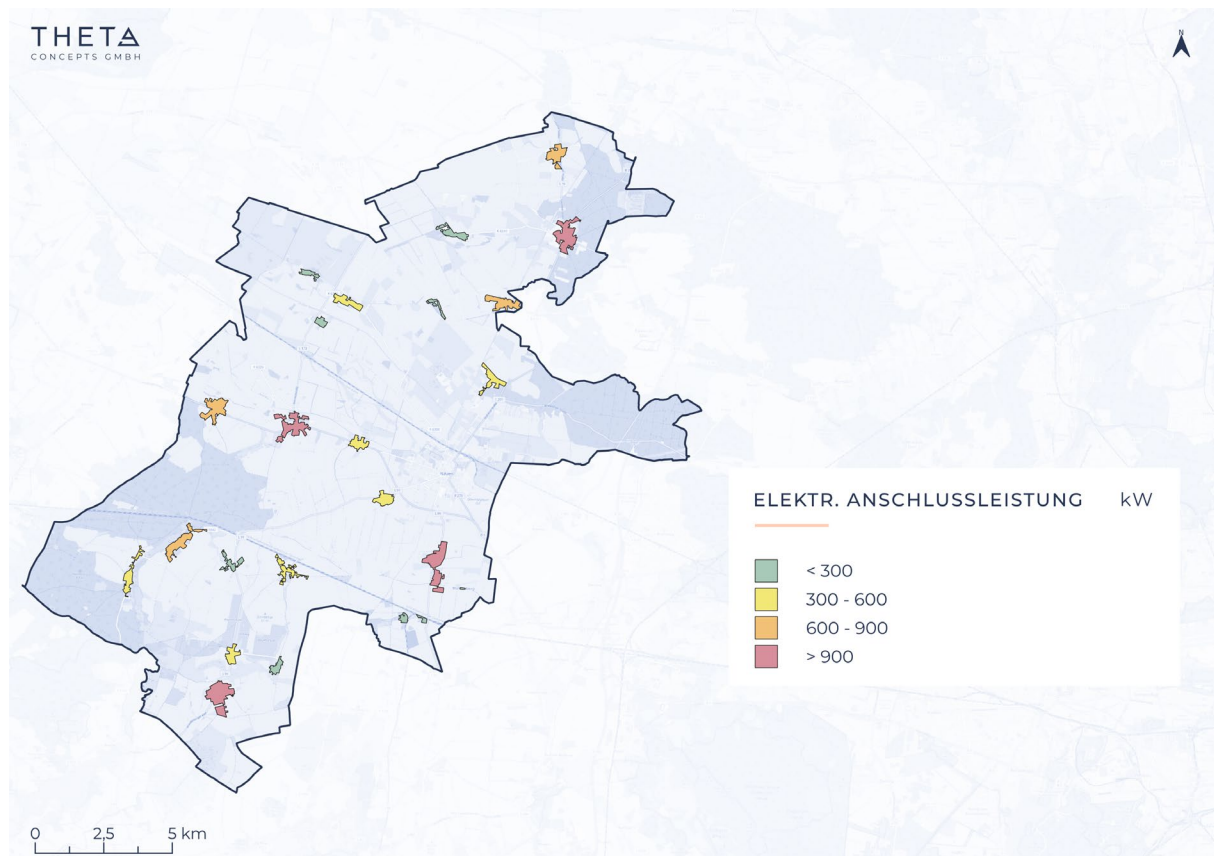 THETA
CONCEPTS GMBH
N
ELEKTR. ANSCHLUSSLEISTUNG kW
< 300
300 - 600
600 - 900
> 900
0 2,5 5 km